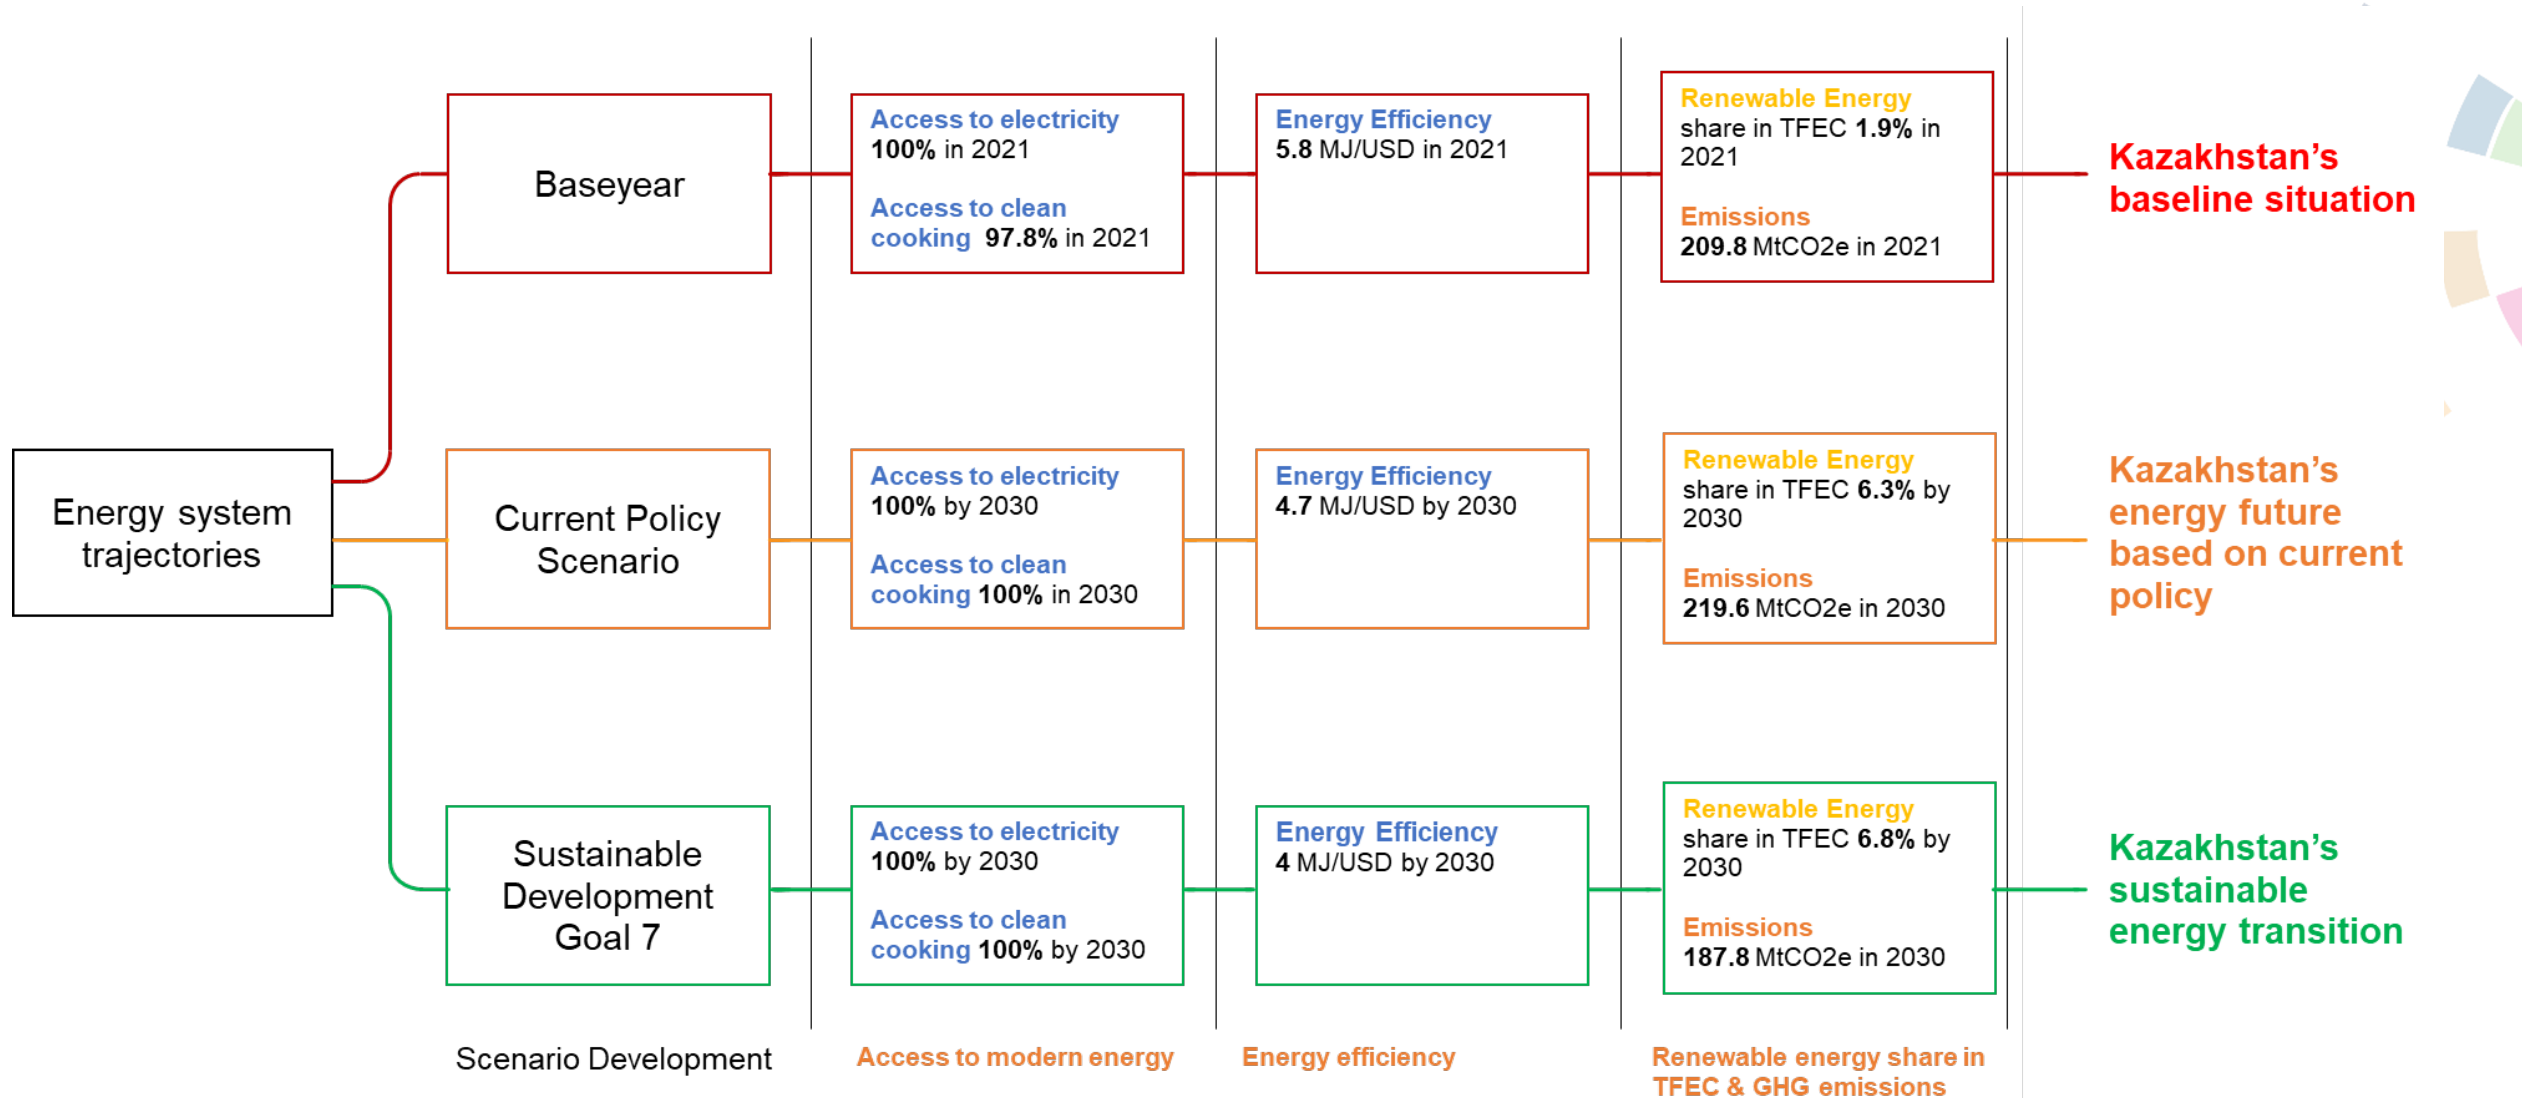 Energy system
trajectories
Baseyear
Access to electricity
100% in 2021
Access to clean
cooking 97.8% in 2021
Energy Efficiency
5.8 MJ/USD in 2021
Renewable Energy
share in TFEC 1.9% in
2021
Emissions
209.8 MtCO2e in 2021
Kazakhstan’s
baseline situation
Current Policy
Scenario
Access to electricity
100% by 2030
Access to clean
cooking 100% in 2030
Energy Efficiency
4.7 MJ/USD by 2030
Renewable Energy
share in TFEC 6.3% by
2030
Emissions
219.6 MtCO2e in 2030
Kazakhstan’s
energy future
based on current
policy
Sustainable
Development
Goal 7
Access to electricity
100% by 2030
Access to clean
cooking 100% by 2030
Energy Efficiency
4 MJ/USD by 2030
Renewable Energy
share in TFEC 6.8% by
2030
Emissions
187.8 MtCO2e in 2030
Kazakhstan’s
sustainable
energy transition
Scenario Development
Access to modern energy
Energy efficiency
Renewable energy share in
TFEC & GHG emissions